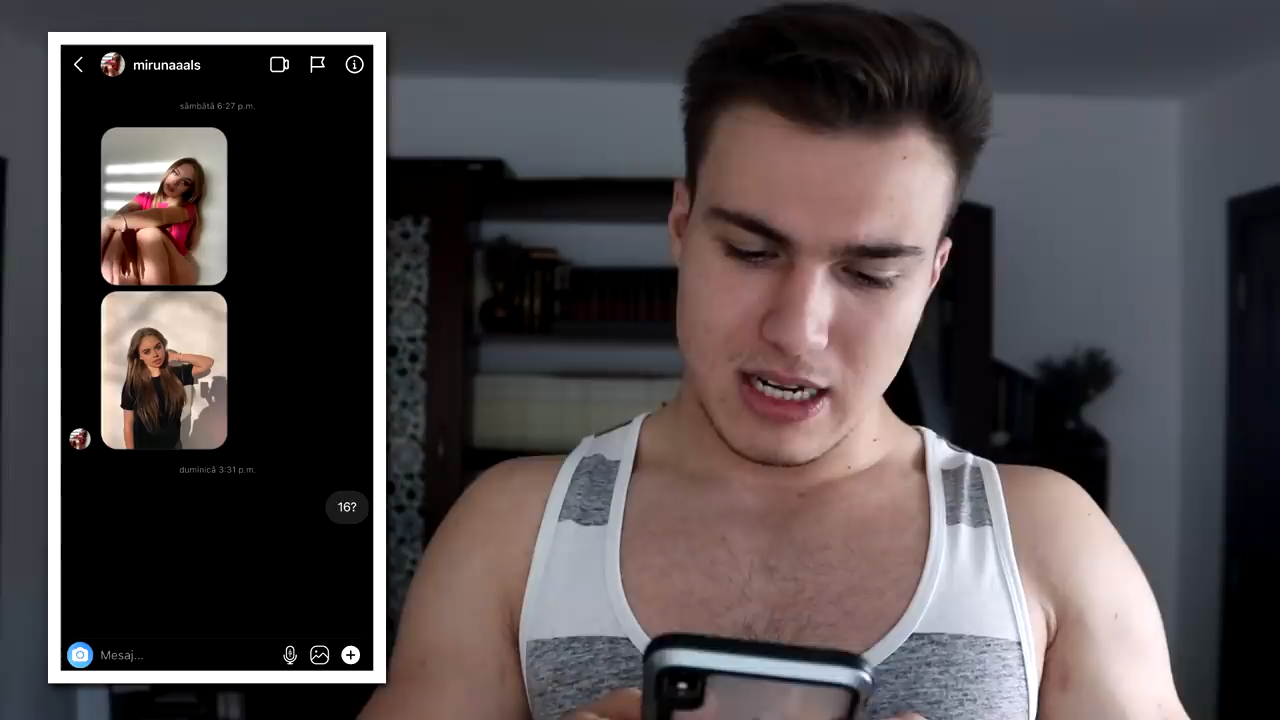 mirunaaals
sâmbătă 6:27 p.m.
duminică 3:31 p.m.
16?
Mesaj...